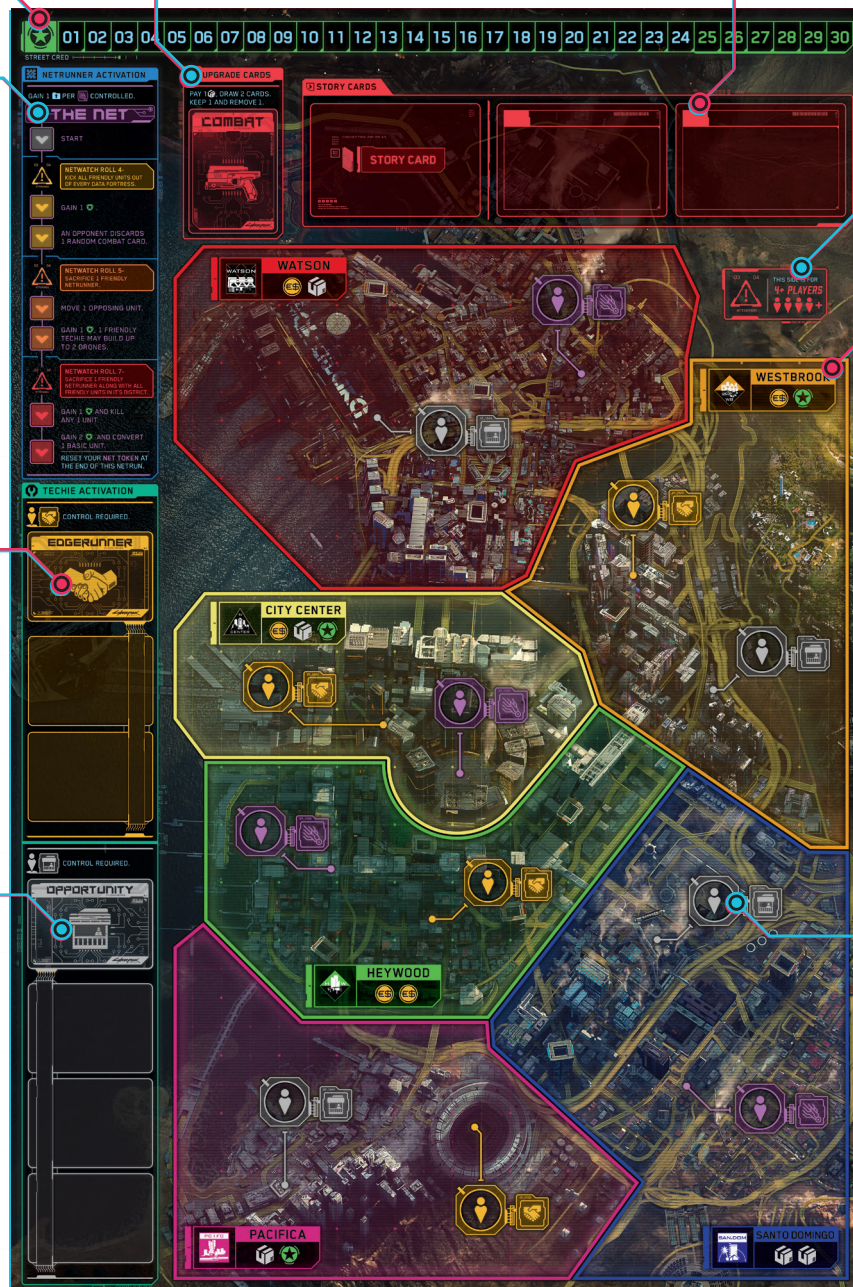 01 02 03 04 05 06 07 08 09 10 11 12 13 14 15 16 17 18 19 20 21 22 23 24 25 26 27 28 29 30
STREET CRED
NETRUNNER ACTIVATION
GAIN 1 PER CONTROLLED.
THE NET
START
NETWATCH ROLL 4-
KICK ALL FRIENDLY UNITS OUT
OF EVERY DATA FORTRESS.
GAIN 1 .
AN OPPONENT DISCARDS
1 RANDOM COMBAT CARD.
NETWATCH ROLL 5-
SACRIFICE 1 FRIENDLY
NETRUNNER.
MOVE 1 OPPOSING UNIT.
GAIN 1 , 1 FRIENDLY
TECHIE MAY BUILD UP
TO 2 DRONES.
NETWATCH ROLL 7-
SACRIFICE 1 FRIENDLY
NETRUNNER ALONG WITH ALL
FRIENDLY UNITS IN ITS DISTRICT.
GAIN 1 AND KILL
ANY 1 UNIT.
GAIN 2 AND CONVERT
1 BASIC UNIT.
RESET YOUR NET TOKEN AT
THE END OF THIS NETRUN.
TECHIE ACTIVATION
CONTROL REQUIRED.
EDGERUNNER
CONTROL REQUIRED.
OPPORTUNITY
UPGRADE CARDS
PAY 1 , DRAW 2 CARDS.
KEEP 1 AND REMOVE 1.
COMBAT
STORY CARDS
STORY CARD
THIS SIDE IS FOR
4+ PLAYERS
WATSON
WATSON
WESTBROOK
CITY CENTER
CENTER
HEYWOOD
PACIFICA
SAN.DOM
SANTO DOMINGO